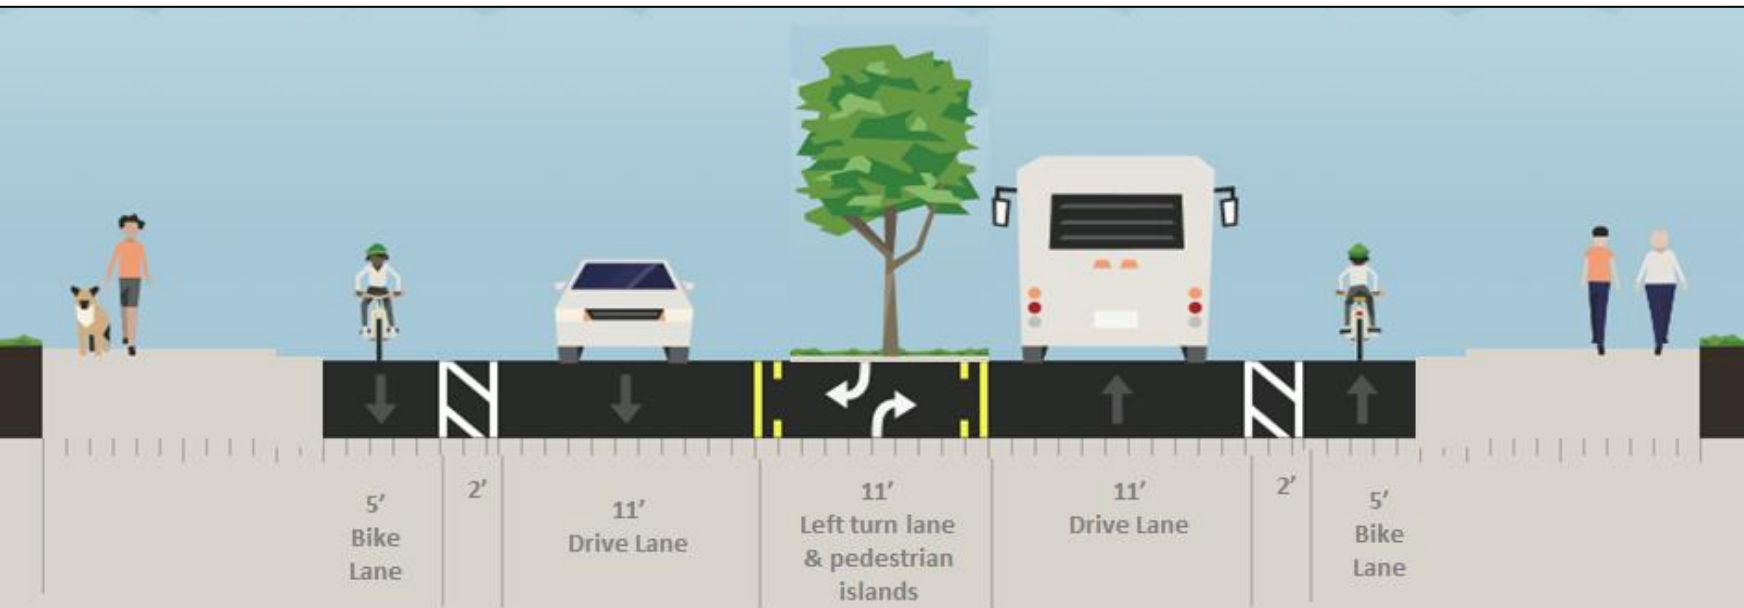 5’
Bike
Lane
2’
11’
Drive Lane
11’
Left turn lane
& pedestrian
islands
11’
Drive Lane
2’
5’
Bike
Lane